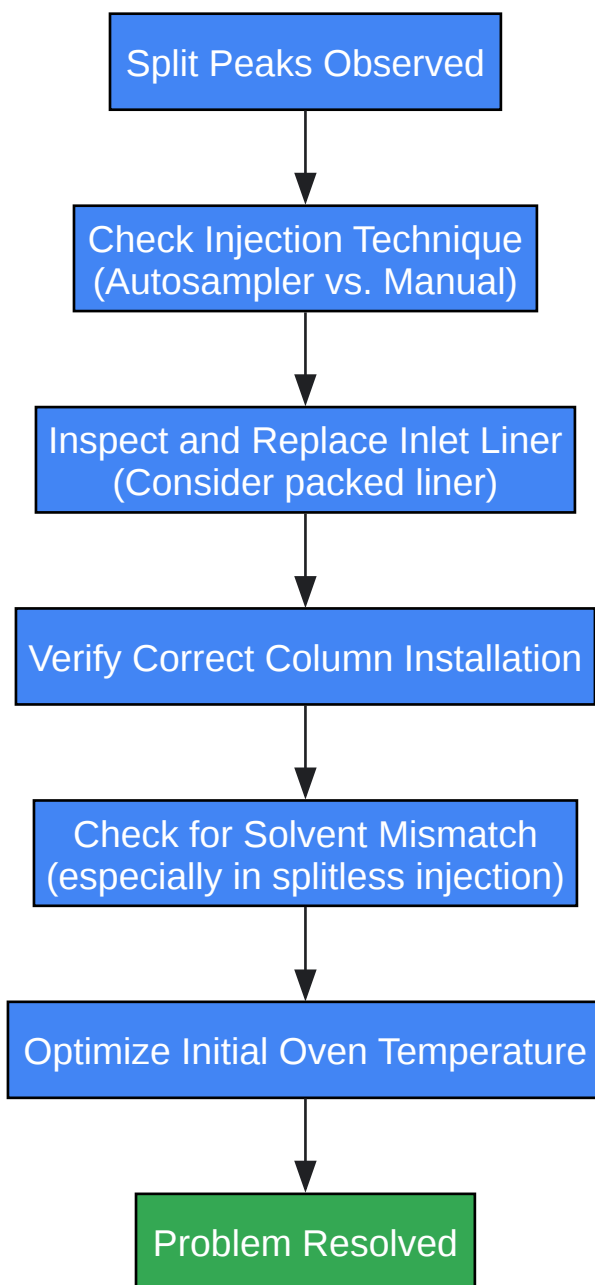 Split Peaks Observed
Check Injection Technique
(Autosampler vs. Manual)
Inspect and Replace Inlet Liner
(Consider packed liner)
Verify Correct Column Installation
Check for Solvent Mismatch
(especially in splitless injection)
Optimize Initial Oven Temperature
Problem Resolved